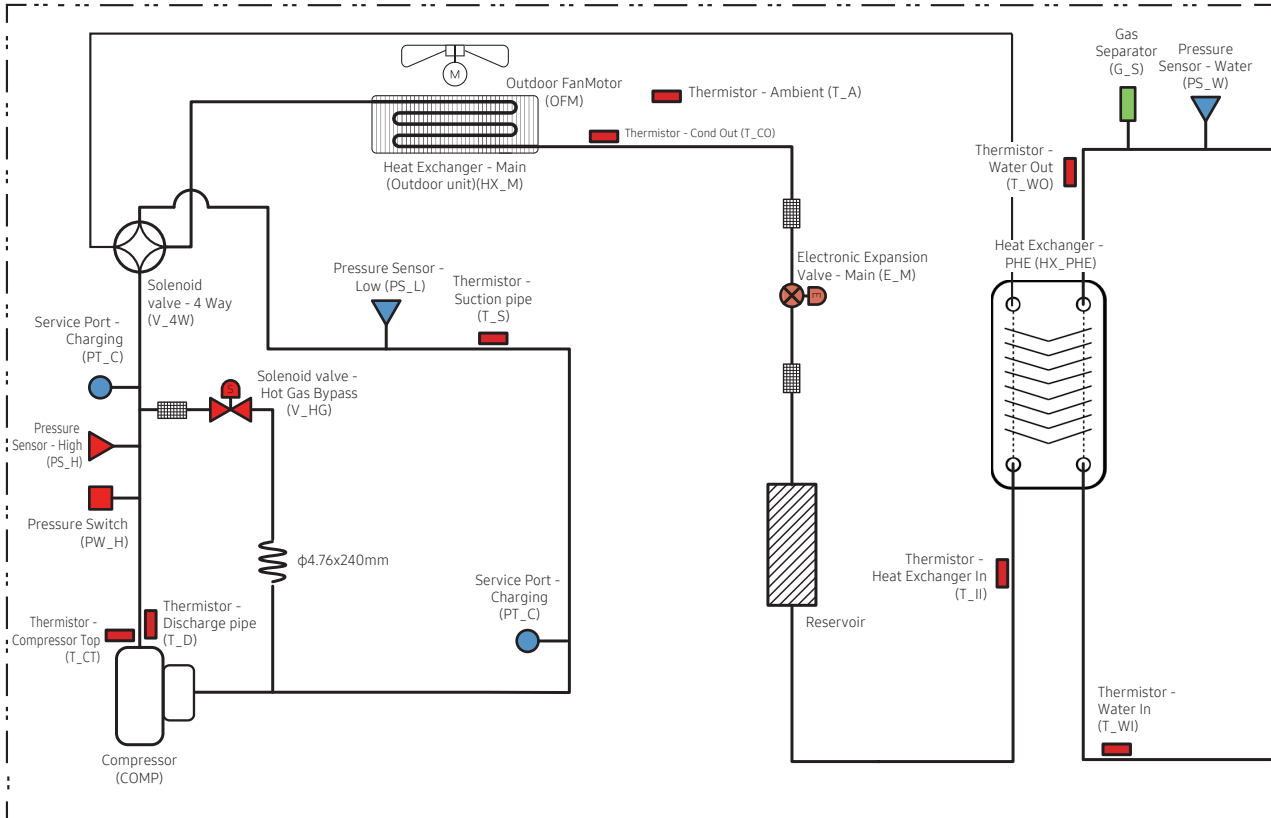 Gas
Separator
(G_S)
Pressure
Sensor - Water
(PS_W)
M
Outdoor FanMotor
(OFM)
Thermistor - Ambient (T_A)
Thermistor - Cond Out (T_CO)
Heat Exchanger - Main
(Outdoor unit)(HX_M)
Thermistor -
Water Out
(T_WO)
Heat Exchanger -
PHE (HX_PHE)
Electronic Expansion
Valve - Main (E_M)
E
Pressure Sensor -
Low (PS_L)
Thermistor -
Suction pipe
(T_S)
Solenoid
valve - 4 Way
(V_4W)
Service Port -
Charging
(PT_C)
Solenoid valve -
Hot Gas Bypass
(V_HG)
S
Pressure
Sensor - High
(PS_H)
Pressure Switch
(PW_H)
ф4.76x240mm
Thermistor -
Heat Exchanger In
(T_II)
Service Port -
Charging
(PT_C)
Reservoir
Thermistor -
Discharge pipe
(T_D)
Thermistor -
Compressor Top
(T_CT)
Thermistor -
Water In
(T_WI)
Compressor
(COMP)